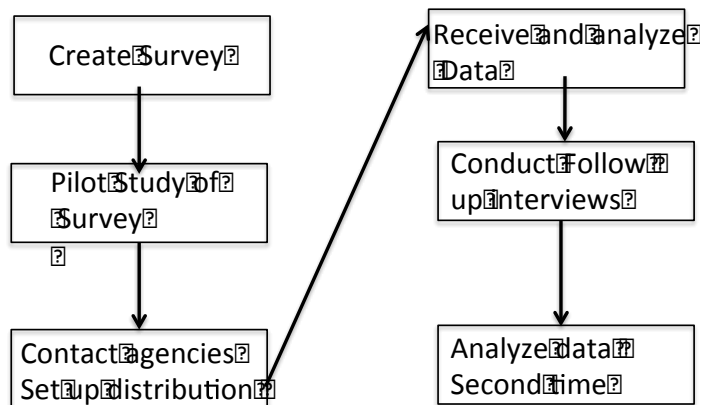 Create Survey
Pilot Study of
Survey
Contact agencies
Set up distribution
Receive and analyze
Data
Conduct Follow
up interviews
Analyze data
Second time